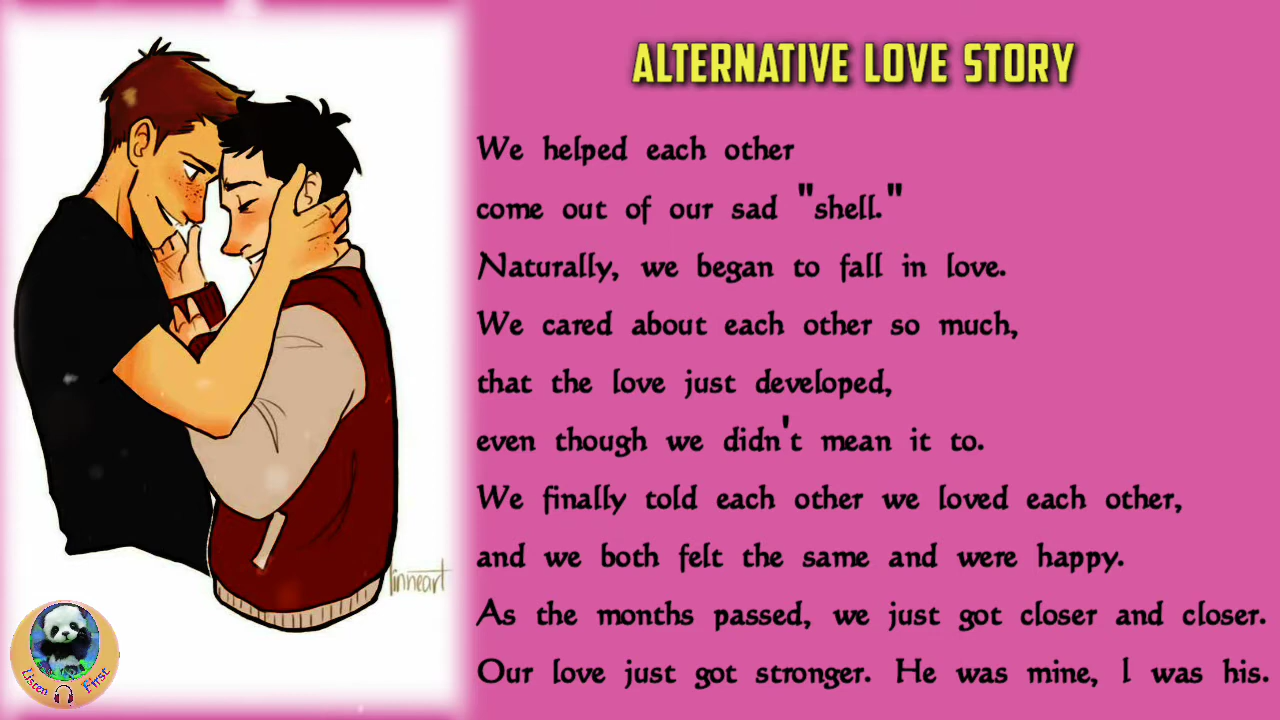 ALTERNATIVE LOVE STORY
We helped each other
come out of our sad "shell."
Naturally, we began to fall in love.
We cared about each other so much,
that the love just developed,
even though we didn't mean it to.
We finally told each other we loved each other,
and we both felt the same and were happy.
As the months passed, we just got closer and closer.
Our love just got stronger. He was mine, I was his.
Listen First